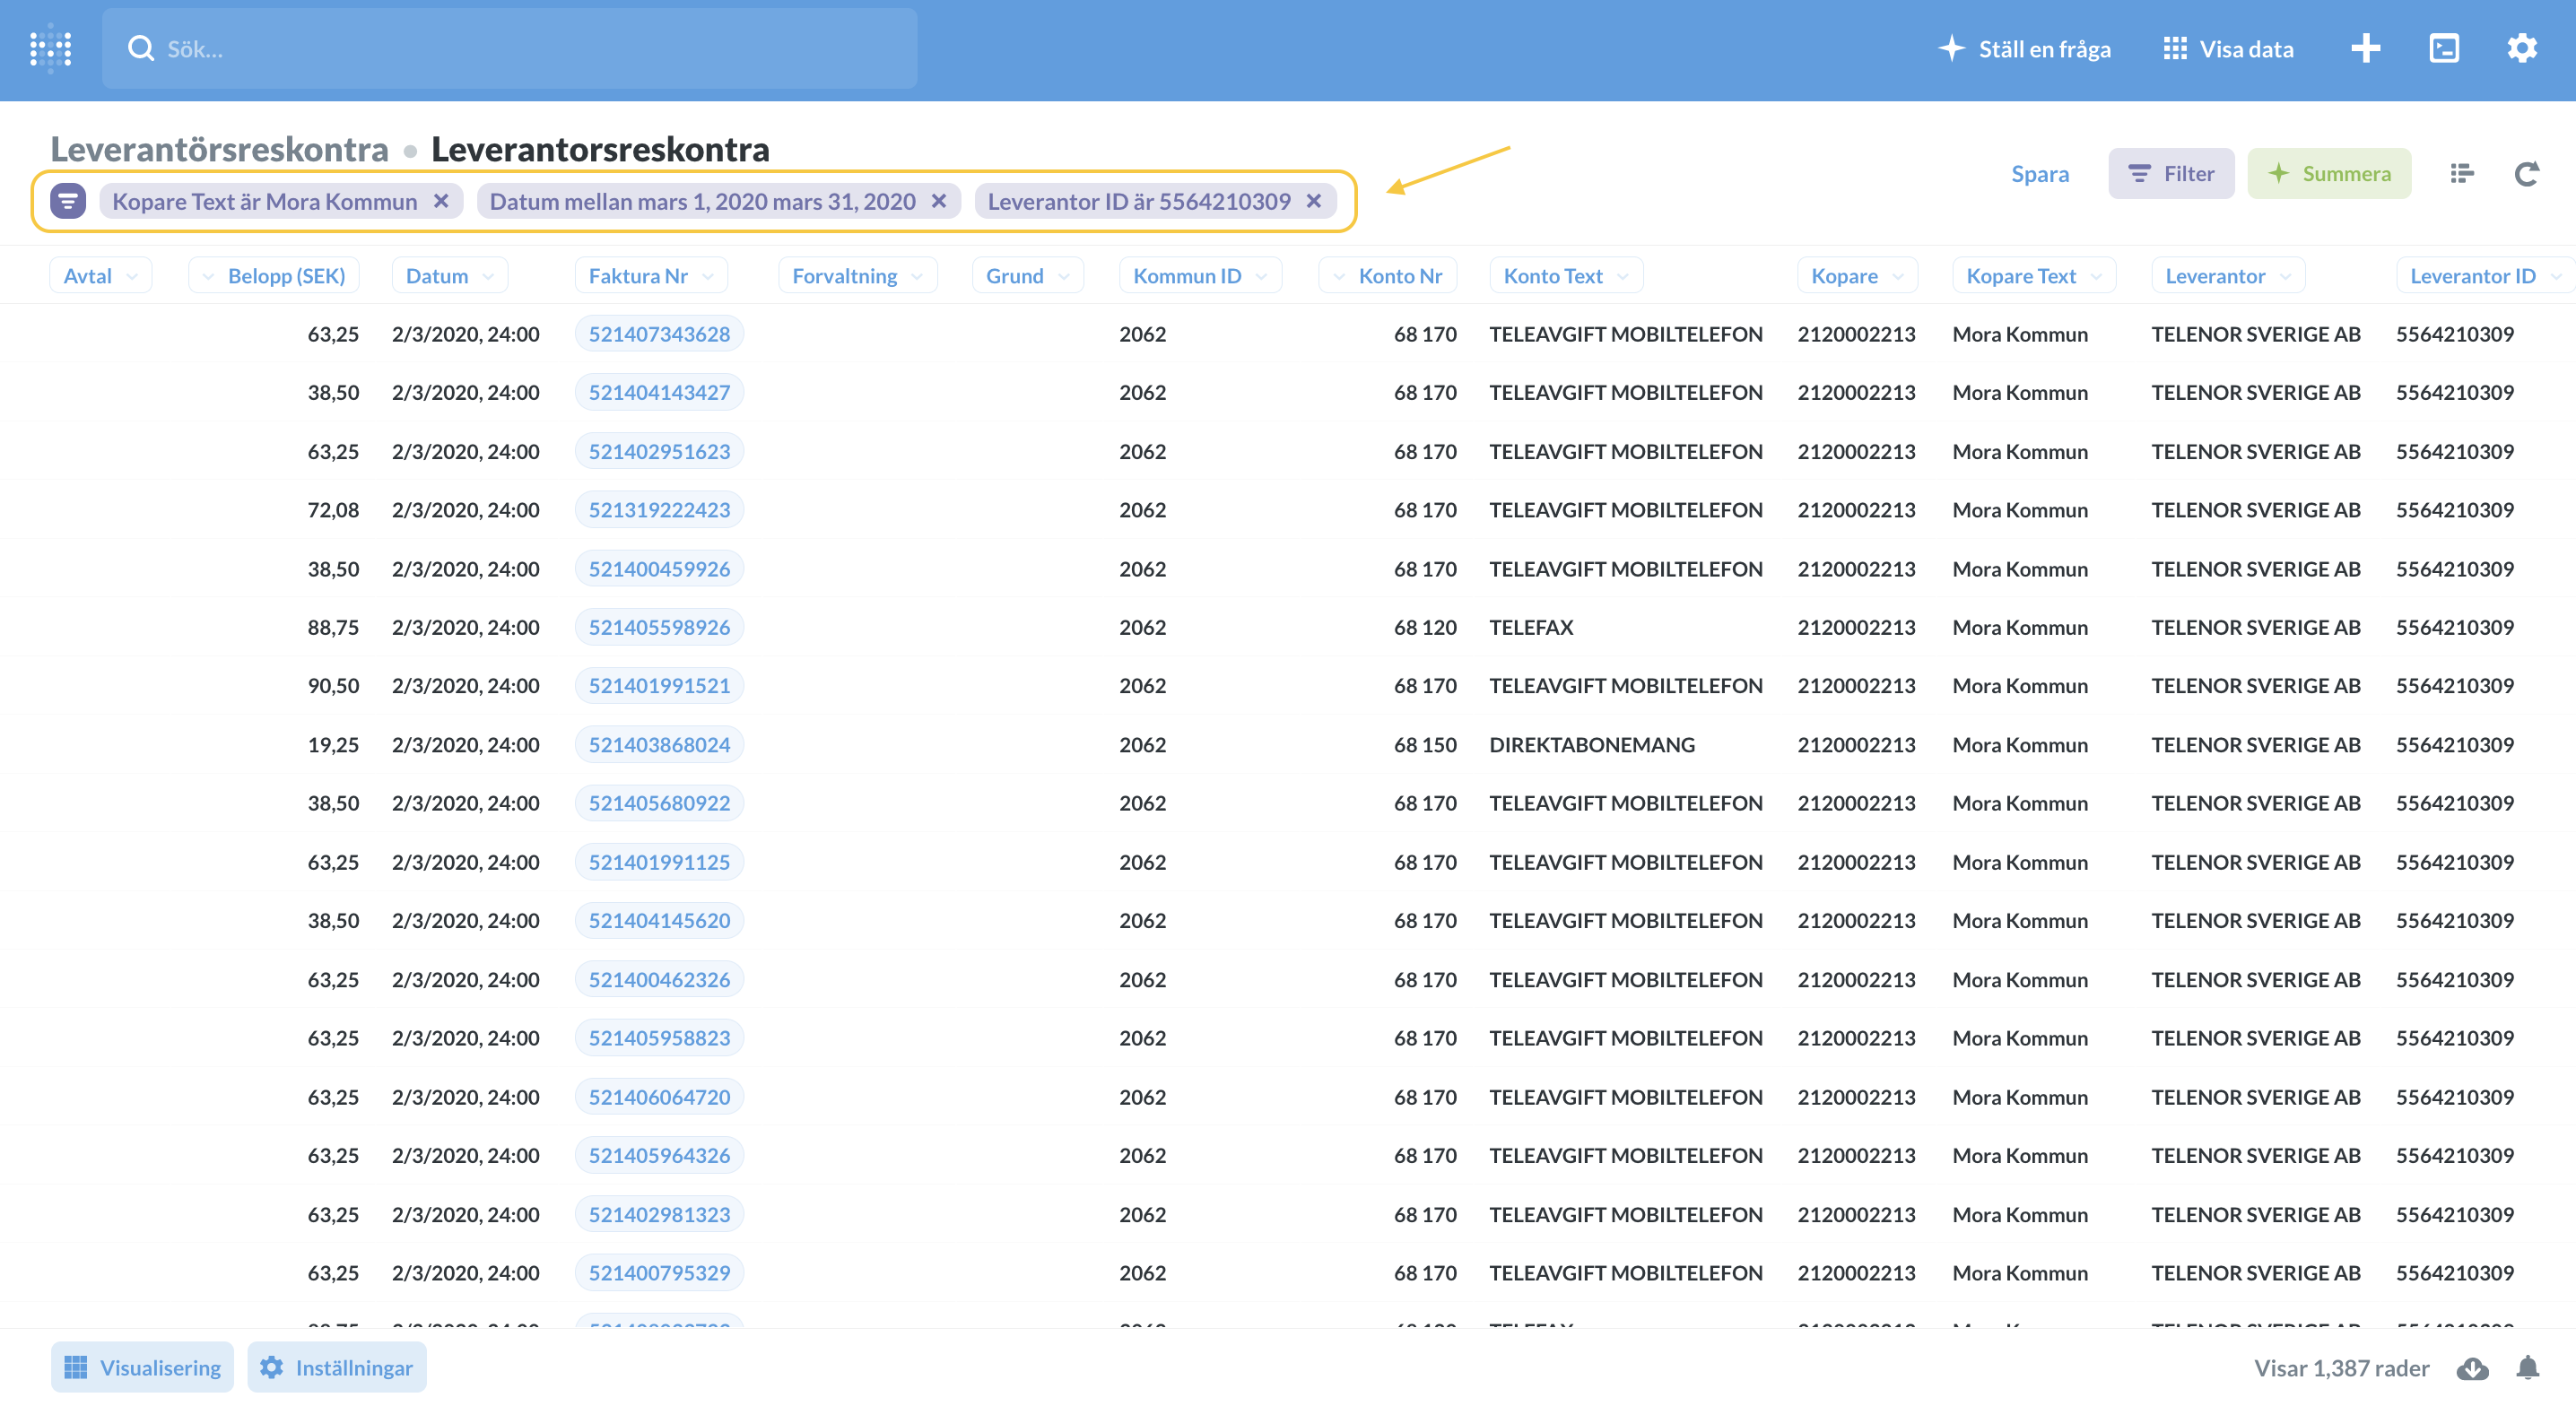 Sök...
Ställ en fråga
Visa data
Leverantörsreskontra • Leverantorsreskontra
Kopare Text är Mora Kommun
Datum mellan mars 1, 2020 mars 31, 2020
Leverantor ID är 5564210309
Spara
Filter
Summera
Avtal Belopp (SEK) Datum Faktura Nr Forvaltning Grund Kommun ID Konto Nr Konto Text Kopare Kopare Text Leverantor Leverantor ID
63,25 2/3/2020, 24:00 521407343628 2062 68 170 TELEAVGIFT MOBILTELEFON 2120002213 Mora Kommun TELENOR SVERIGE AB 5564210309
38,50 2/3/2020, 24:00 521404143427 2062 68 170 TELEAVGIFT MOBILTELEFON 2120002213 Mora Kommun TELENOR SVERIGE AB 5564210309
63,25 2/3/2020, 24:00 521402951623 2062 68 170 TELEAVGIFT MOBILTELEFON 2120002213 Mora Kommun TELENOR SVERIGE AB 5564210309
72,08 2/3/2020, 24:00 521319222423 2062 68 170 TELEAVGIFT MOBILTELEFON 2120002213 Mora Kommun TELENOR SVERIGE AB 5564210309
38,50 2/3/2020, 24:00 521400459926 2062 68 170 TELEAVGIFT MOBILTELEFON 2120002213 Mora Kommun TELENOR SVERIGE AB 5564210309
88,75 2/3/2020, 24:00 521405598926 2062 68 120 TELEFAX 2120002213 Mora Kommun TELENOR SVERIGE AB 5564210309
90,50 2/3/2020, 24:00 521401991521 2062 68 170 TELEAVGIFT MOBILTELEFON 2120002213 Mora Kommun TELENOR SVERIGE AB 5564210309
19,25 2/3/2020, 24:00 521403868024 2062 68 150 DIREKTABONEMANG 2120002213 Mora Kommun TELENOR SVERIGE AB 5564210309
38,50 2/3/2020, 24:00 521405680922 2062 68 170 TELEAVGIFT MOBILTELEFON 2120002213 Mora Kommun TELENOR SVERIGE AB 5564210309
63,25 2/3/2020, 24:00 521401991125 2062 68 170 TELEAVGIFT MOBILTELEFON 2120002213 Mora Kommun TELENOR SVERIGE AB 5564210309
38,50 2/3/2020, 24:00 521404145620 2062 68 170 TELEAVGIFT MOBILTELEFON 2120002213 Mora Kommun TELENOR SVERIGE AB 5564210309
63,25 2/3/2020, 24:00 521400462326 2062 68 170 TELEAVGIFT MOBILTELEFON 2120002213 Mora Kommun TELENOR SVERIGE AB 5564210309
63,25 2/3/2020, 24:00 521405958823 2062 68 170 TELEAVGIFT MOBILTELEFON 2120002213 Mora Kommun TELENOR SVERIGE AB 5564210309
63,25 2/3/2020, 24:00 521406064720 2062 68 170 TELEAVGIFT MOBILTELEFON 2120002213 Mora Kommun TELENOR SVERIGE AB 5564210309
63,25 2/3/2020, 24:00 521405964326 2062 68 170 TELEAVGIFT MOBILTELEFON 2120002213 Mora Kommun TELENOR SVERIGE AB 5564210309
63,25 2/3/2020, 24:00 521402981323 2062 68 170 TELEAVGIFT MOBILTELEFON 2120002213 Mora Kommun TELENOR SVERIGE AB 5564210309
63,25 2/3/2020, 24:00 521400795329 2062 68 170 TELEAVGIFT MOBILTELEFON 2120002213 Mora Kommun TELENOR SVERIGE AB 5564210309
Visualisering
Inställningar
Visar 1,387 rader